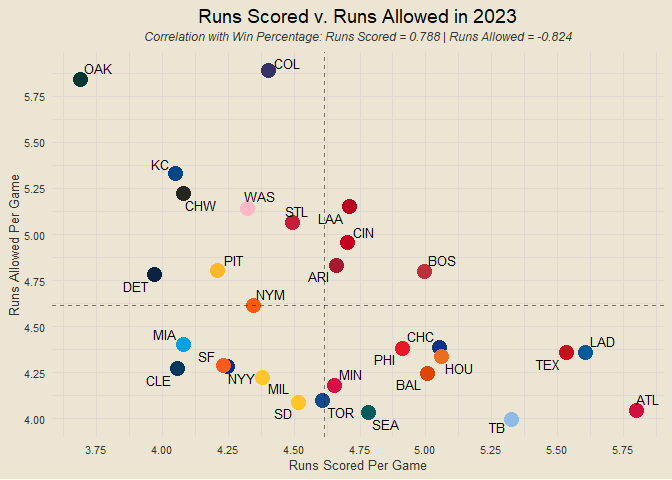 Runs Scored v. Runs Allowed in 2023
Correlation with Win Percentage: Runs Scored = 0.788 | Runs Allowed = -0.824
OAK
COL
5.75
5.50
KC
5.25
CHW
WAS
STL
LAA
5.00
CIN
PIT
BOS
ARI
4.75
DET
NYM
4.50
MIA
CHC
LAD
SF
PHI
HOU
TEX
4.25
CLE
NYY
MIL
MIN
BAL
SD
TOR
SEA
ATL
4.00
TB
3.75
4.00
4.25
4.50
4.75
5.00
5.25
5.50
5.75
Runs Scored Per Game
Runs Allowed Per Game